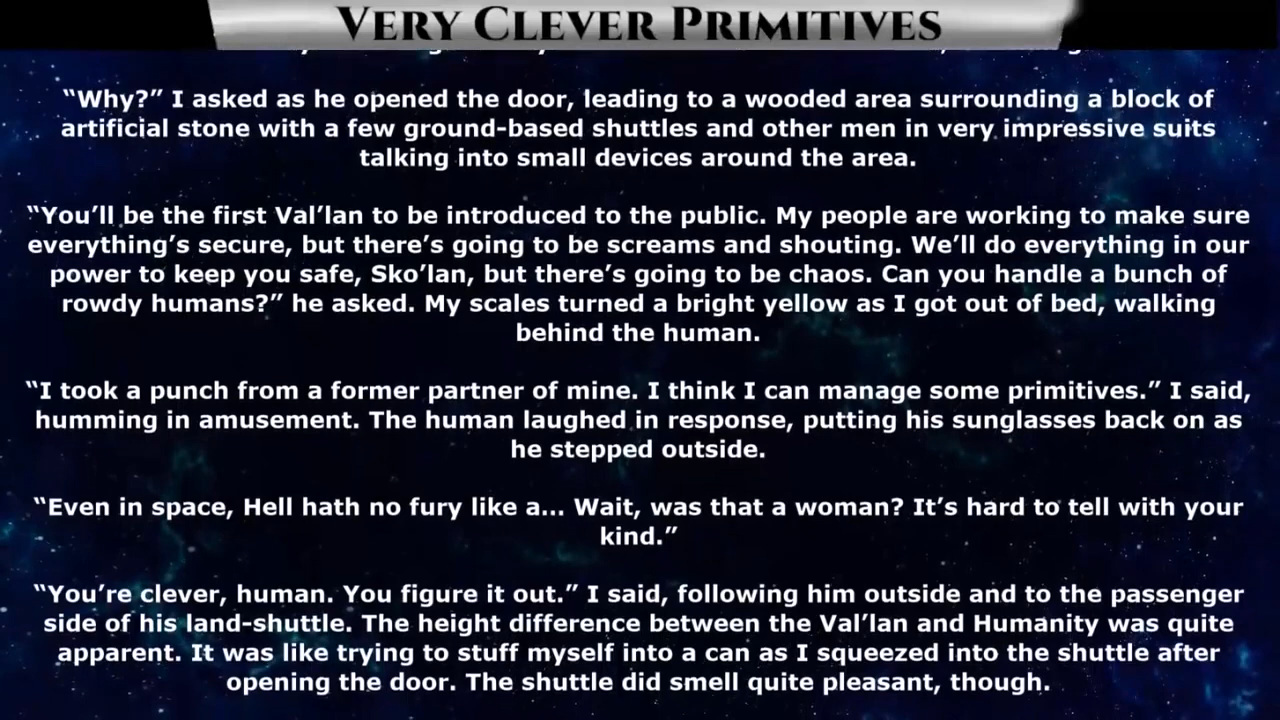 VERY CLEVER PRIMITIVES
“Why?” I asked as he opened the door, leading to a wooded area surrounding a block of
artificial stone with a few ground-based shuttles and other men in very impressive suits
talking into small devices around the area.
“You’ll be the first Val’lan to be introduced to the public. My people are working to make sure
everything’s secure, but there’s going to be screams and shouting. We’ll do everything in our
power to keep you safe, Sko’lan, but there’s going to be chaos. Can you handle a bunch of
rowdy humans?” he asked. My scales turned a bright yellow as I got out of bed, walking
behind the human.
“I took a punch from a former partner of mine. I think I can manage some primitives.” I said,
humming in amusement. The human laughed in response, putting his sunglasses back on as
he stepped outside.
“Even in space, Hell hath no fury like a... Wait, was that a woman? It’s hard to tell with your
kind.”
“You’re clever, human. You figure it out.” I said, following him outside and to the passenger
side of his land-shuttle. The height difference between the Val’lan and Humanity was quite
apparent. It was like trying to stuff myself into a can as I squeezed into the shuttle after
opening the door. The shuttle did smell quite pleasant, though.